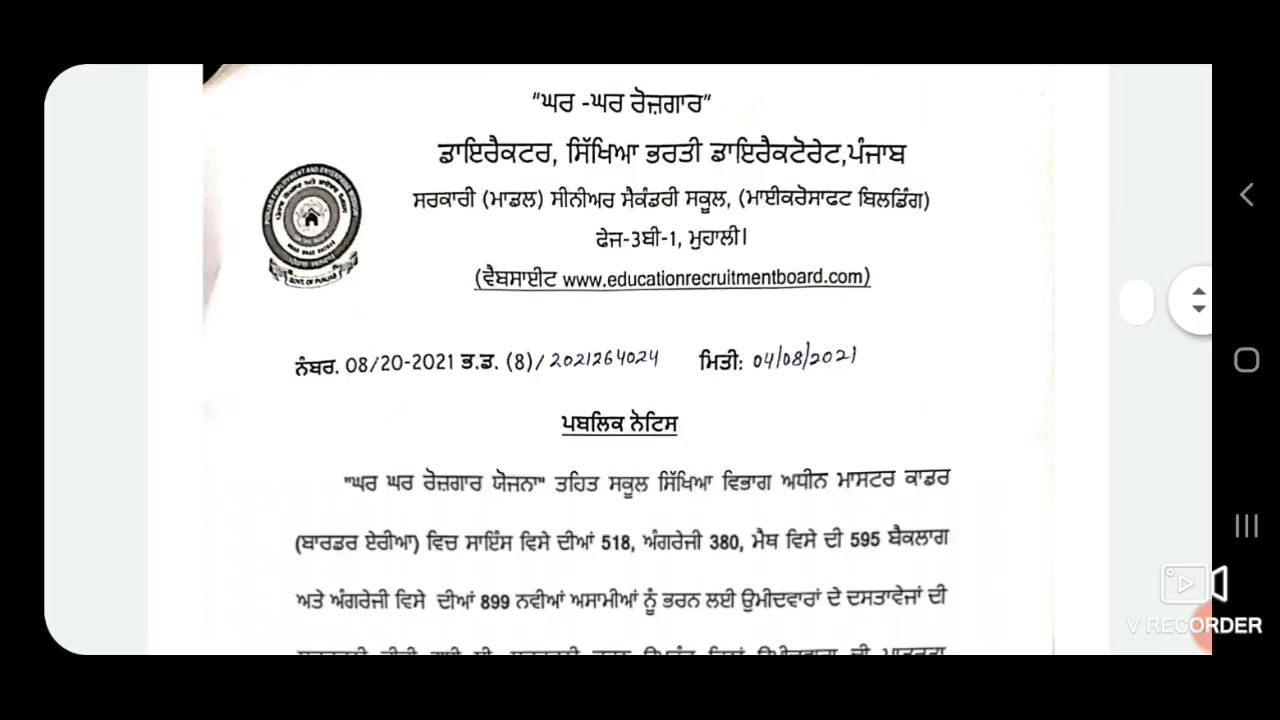 "ਘਰ -ਘਰ ਰੋਜ਼ਗਾਰ"
ਡਾਇਰੈਕਟਰ, ਸਿੱਖਿਆ ਭਰਤੀ ਡਾਇਰੈਕਟੋਰੇਟ,ਪੰਜਾਬ
ਸਰਕਾਰੀ (ਮਾਡਲ) ਸੀਨੀਅਰ ਸੈਕੰਡਰੀ ਸਕੂਲ, (ਮਾਈਕਰੋਸਾਫਟ ਬਿਲਡਿੰਗ)
ਫੇਜ-3ਬੀ-1, ਮੁਹਾਲੀ।
(ਵੈਬਸਾਈਟ www.educationrecruitmentboard.com)
GOVT OF PUNJAB
ਨੰਬਰ. 08/20-2021 ਭ.ਡ. (8)/2021264024 ਮਿਤੀ: 04/08/2021
ਪਬਲਿਕ ਨੋਟਿਸ
"ਘਰ ਘਰ ਰੋਜ਼ਗਾਰ ਯੋਜਨਾ" ਤਹਿਤ ਸਕੂਲ ਸਿੱਖਿਆ ਵਿਭਾਗ ਅਧੀਨ ਮਾਸਟਰ ਕਾਡਰ
(ਬਾਰਡਰ ਏਰੀਆ) ਵਿਚ ਸਾਇੰਸ ਵਿਸੇ ਦੀਆਂ 518, ਅੰਗਰੇਜੀ 380, ਮੈਥ ਵਿਸੇ ਦੀ 595 ਬੈਕਲਾਗ
ਅਤੇ ਅੰਗਰੇਜੀ ਵਿਸੇ ਦੀਆਂ 899 ਨਵੀਆਂ ਅਸਾਮੀਆਂ ਨੂੰ ਭਰਨ ਲਈ ਉਮੀਦਵਾਰਾਂ ਦੇ ਦਸਤਾਵੇਜਾਂ ਦੀ
V RECORDER